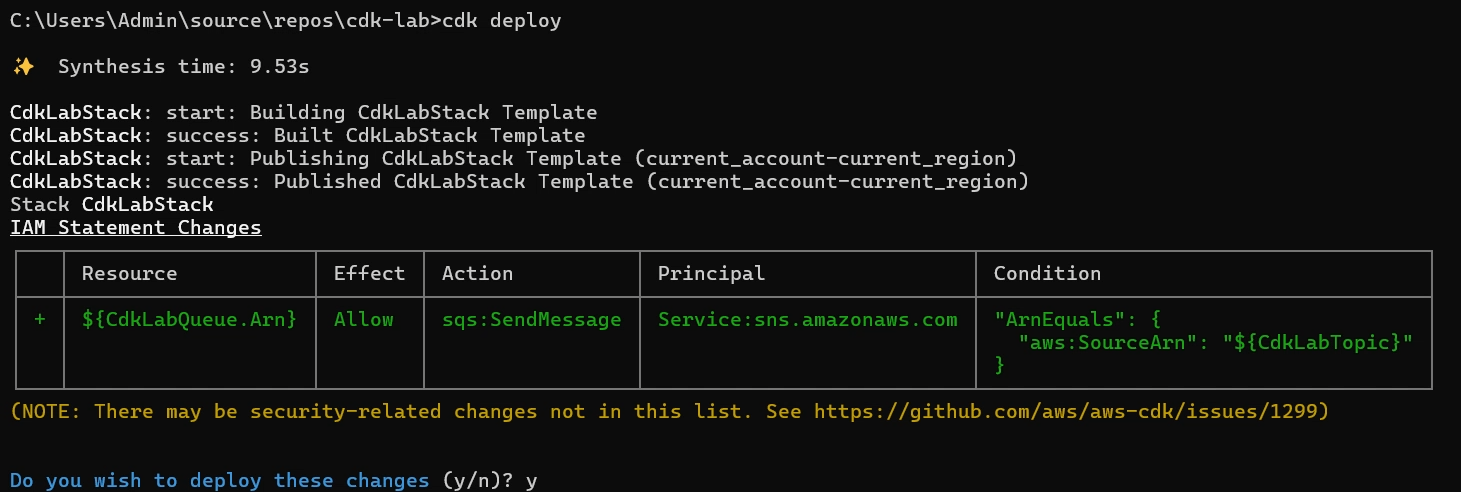 C:\Users\Admin\source\repos\cdk-lab>cdk deploy
✨  Synthesis time: 9.53s
CdkLabStack: start: Building CdkLabStack Template
CdkLabStack: success: Built CdkLabStack Template
CdkLabStack: start: Publishing CdkLabStack Template (current_account-current_region)
CdkLabStack: success: Published CdkLabStack Template (current_account-current_region)
Stack CdkLabStack
IAM Statement Changes
Resource Effect Action Principal Condition
+ ${CdkLabQueue.Arn} Allow sqs:SendMessage Service:sns.amazonaws.com "ArnEquals": {
"aws:SourceArn": "${CdkLabTopic}"
}
(NOTE: There may be security-related changes not in this list. See https://github.com/aws/aws-cdk/issues/1299)
Do you wish to deploy these changes (y/n)? y